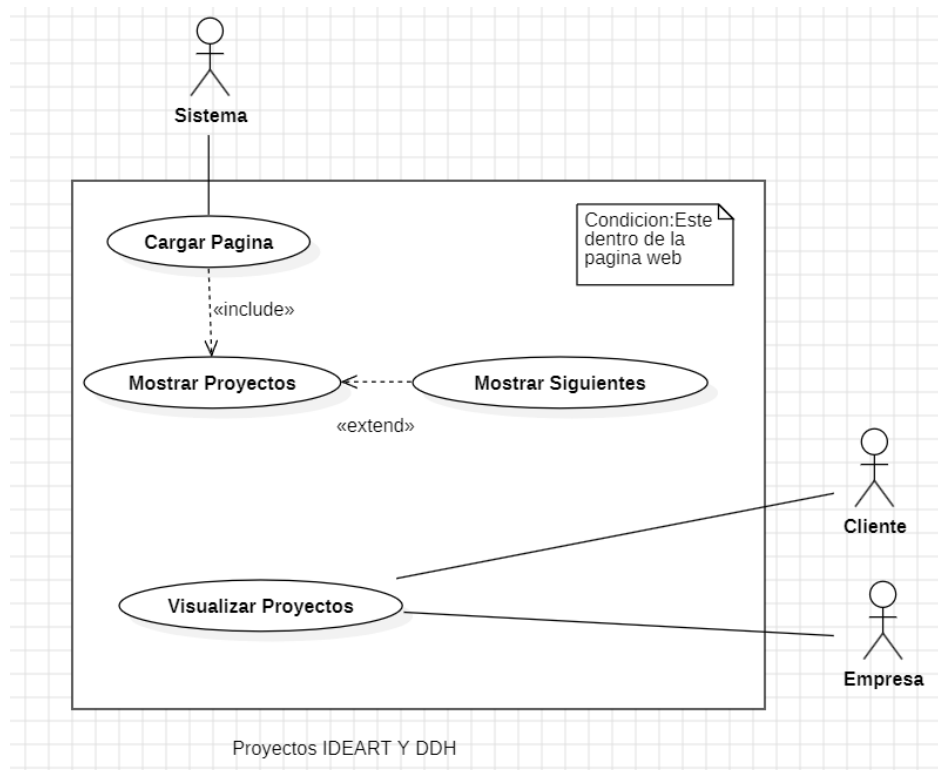 Sistema
Cargar Pagina
Condicion:Este
dentro de la
pagina web
«include»
Mostrar Proyectos
Mostrar Siguientes
«extend»
Cliente
Visualizar Proyectos
Empresa
Proyectos IDEART Y DDH